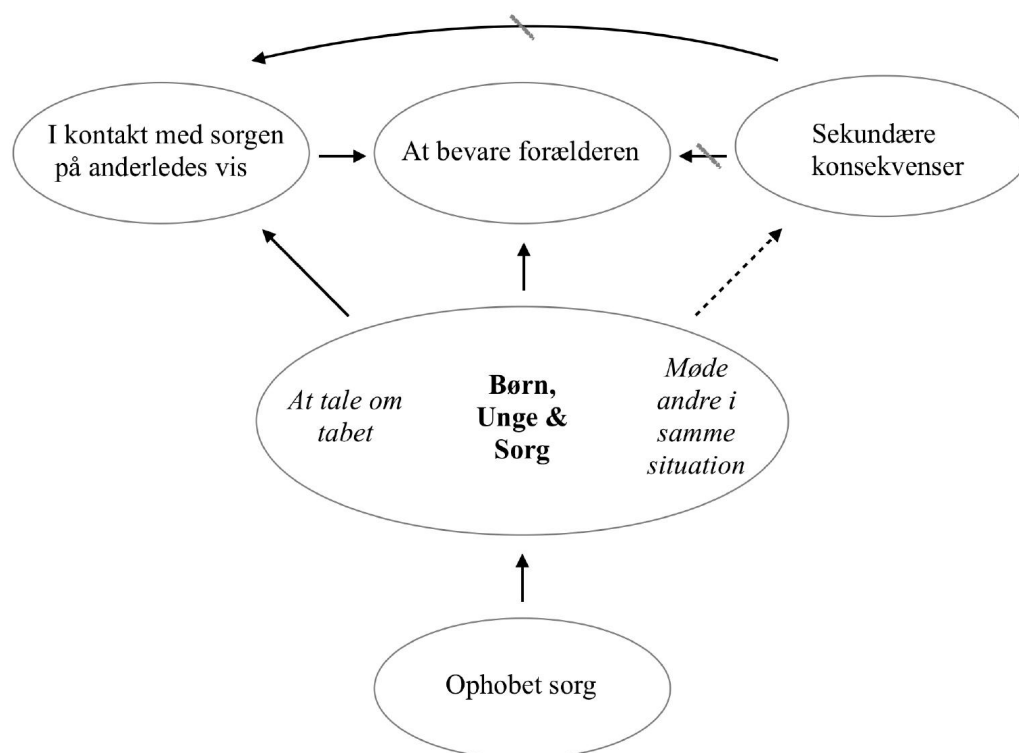 I kontakt med sorgen
på anderledes vis
At bevare forælderen
Sekundære
konsekvenser
At tale om
tabet
Børn,
Unge &
Sorg
Møde
andre i
samme
situation
Ophobet sorg